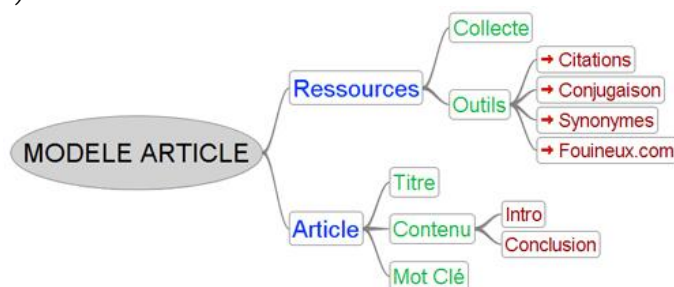 MODELE ARTICLE
Ressources
Collecte
Outils
Citations
Conjugaison
Synonymes
Fouineux.com
Article
Titre
Contenu
Intro
Conclusion
Mot Clé